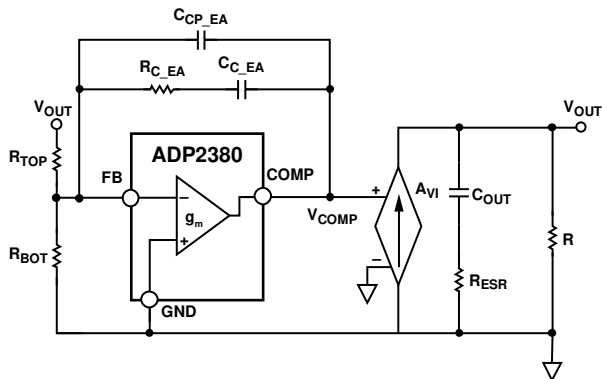 C_CP_EA
R_C_EA
C_C_EA
V_OUT
V_OUT
R_TOP
ADP2380
FB
COMP
A_VI
C_OUT
−
g_m
+
+
V_COMP
R
R_BOT
−
R_ESR
GND